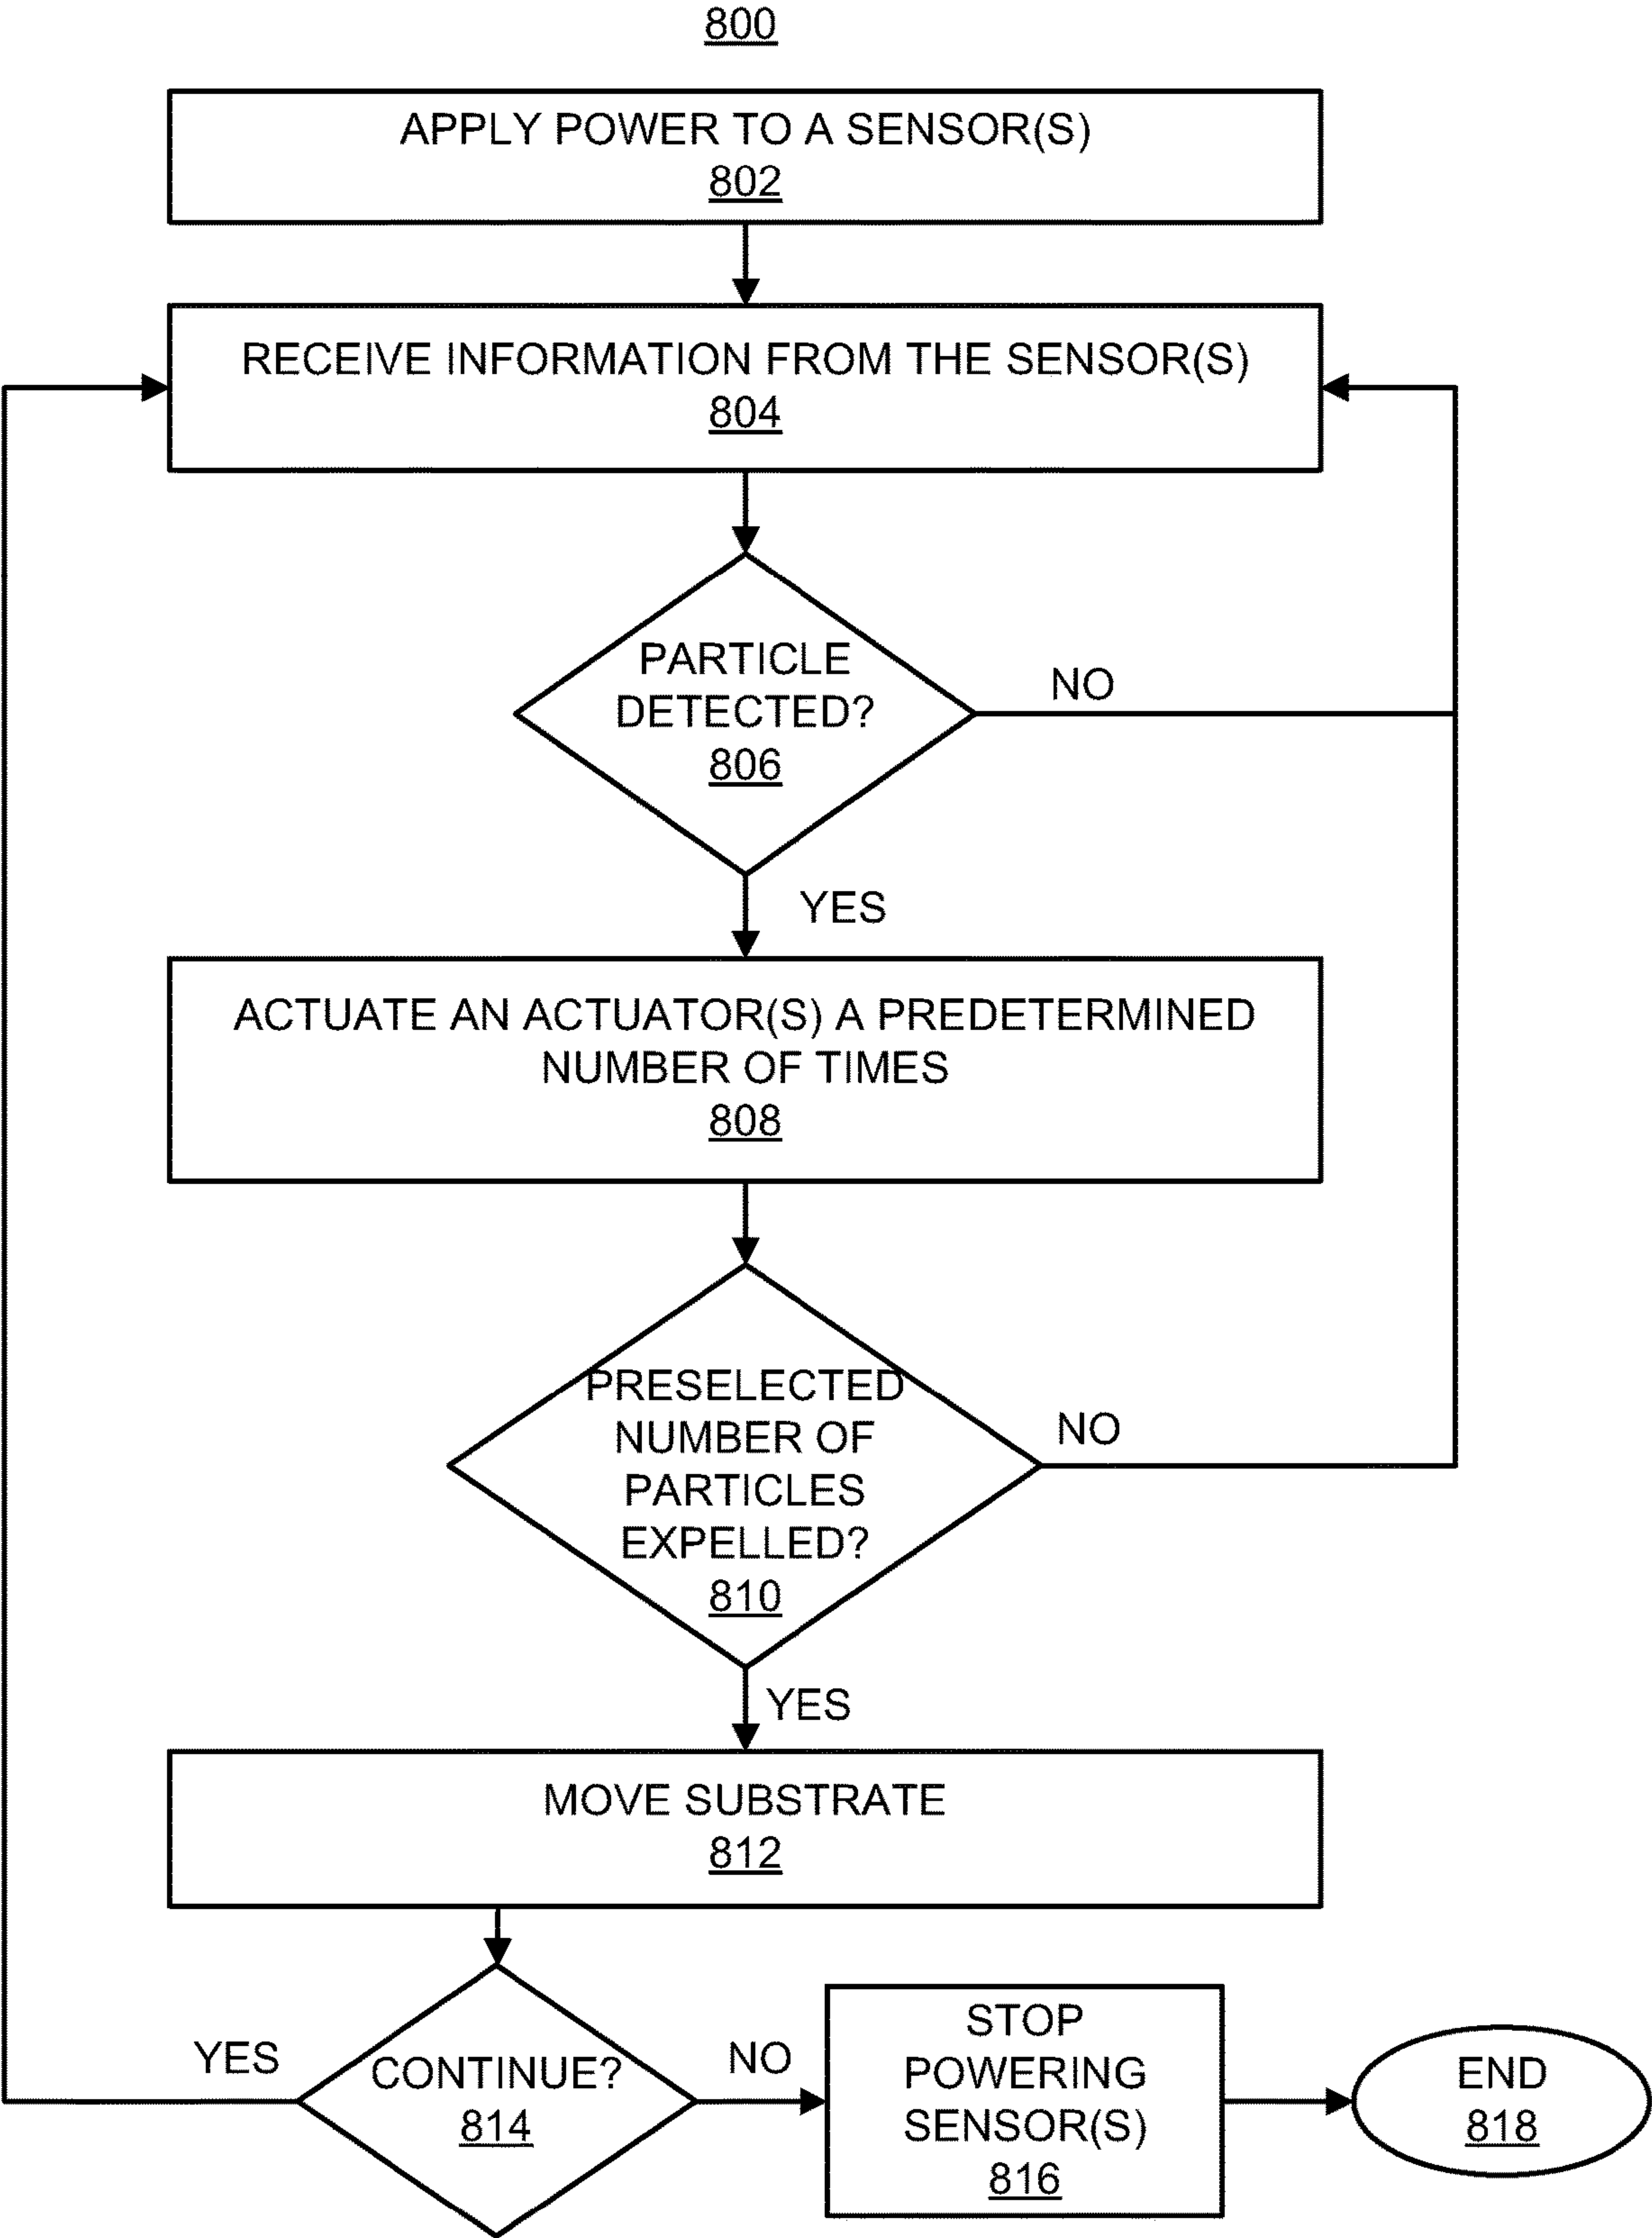 800
APPLY POWER TO A SENSOR(S)
802
RECEIVE INFORMATION FROM THE SENSOR(S)
804
PARTICLE
DETECTED?
806
NO
YES
ACTUATE AN ACTUATOR(S) A PREDETERMINED
NUMBER OF TIMES
808
PRESELECTED
NUMBER OF
PARTICLES
EXPELLED?
810
NO
YES
MOVE SUBSTRATE
812
YES
CONTINUE?
814
NO
STOP
POWERING
SENSOR(S)
816
END
818